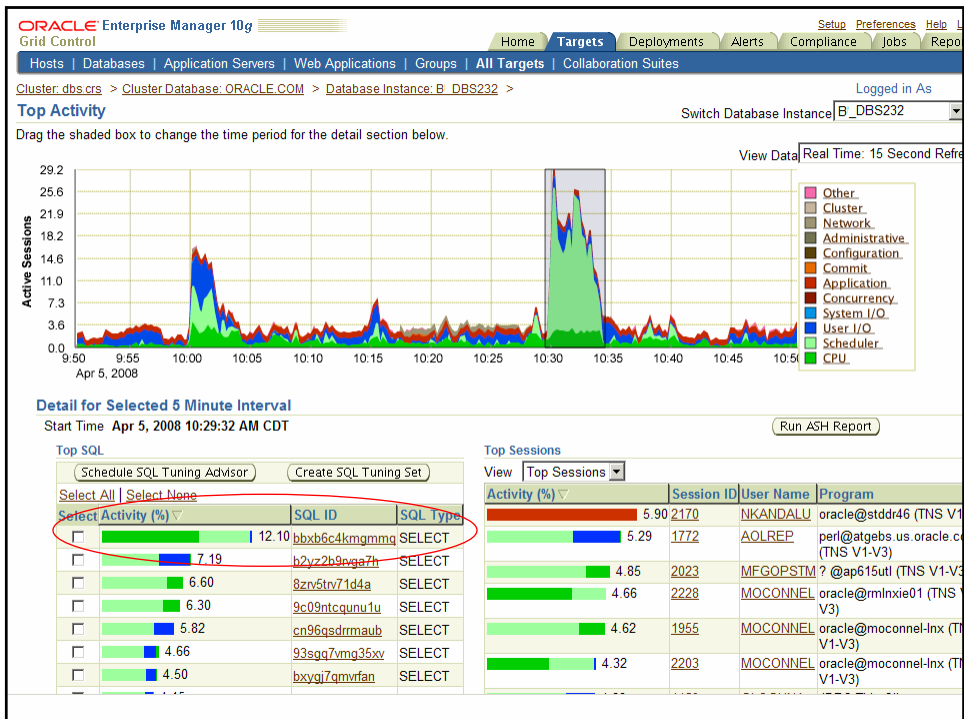 ORACLE Enterprise Manager 10g
Grid Control
Setup Preferences Help
Home Targets Deployments Alerts Compliance Jobs Repo
Hosts | Databases | Application Servers | Web Applications | Groups | All Targets | Collaboration Suites
Cluster: dbs.crs > Cluster Database: ORACLE.COM > Database Instance: B_DBS232 >
Logged in As
Top Activity
Switch Database Instance B_DBS232
Drag the shaded box to change the time period for the detail section below.
View Data Real Time: 15 Second Refre
Active Sessions
29.2
25.6
21.9
18.2
14.6
11.0
7.3
3.6
0.0
9:50 9:55 10:00 10:05 10:10 10:15 10:20 10:25 10:30 10:35 10:40 10:45 10:50
Apr 5, 2008
Other
Cluster
Network
Administrative
Configuration
Commit
Application
Concurrency
System I/O
User I/O
Scheduler
CPU
Detail for Selected 5 Minute Interval
Start Time Apr 5, 2008 10:29:32 AM CDT
Run ASH Report
Top SQL
Schedule SQL Tuning Advisor Create SQL Tuning Set
Select All | Select None
Select Activity (%) SQL ID SQL Type
12.10 bbxb6c4kmgmmq SELECT
7.19 b2yz2b9rvga7h SELECT
6.60 8zrv5trv71d4a SELECT
6.30 9c09ntcqunu1u SELECT
5.82 cn96qsdrrmaub SELECT
4.66 93sgq7vmg35xv SELECT
4.50 bxygj7qmvrfan SELECT
Top Sessions
View Top Sessions
Activity (%) Session ID User Name Program
5.90 2170 NKANDALU oracle@stddr46 (TNS V1
5.29 1772 AOLREP perl@atgebs.us.oracle.co
(TNS V1-V3)
4.85 2023 MFGOPSTM ? @ap615utl (TNS V1-V3
4.66 2228 MOCONNEL oracle@rmlnxie01 (TNS V
V3)
4.62 1955 MOCONNEL oracle@moconnel-lnx (TN
V1-V3)
4.32 2203 MOCONNEL oracle@moconnel-lnx (TN
V1-V3)